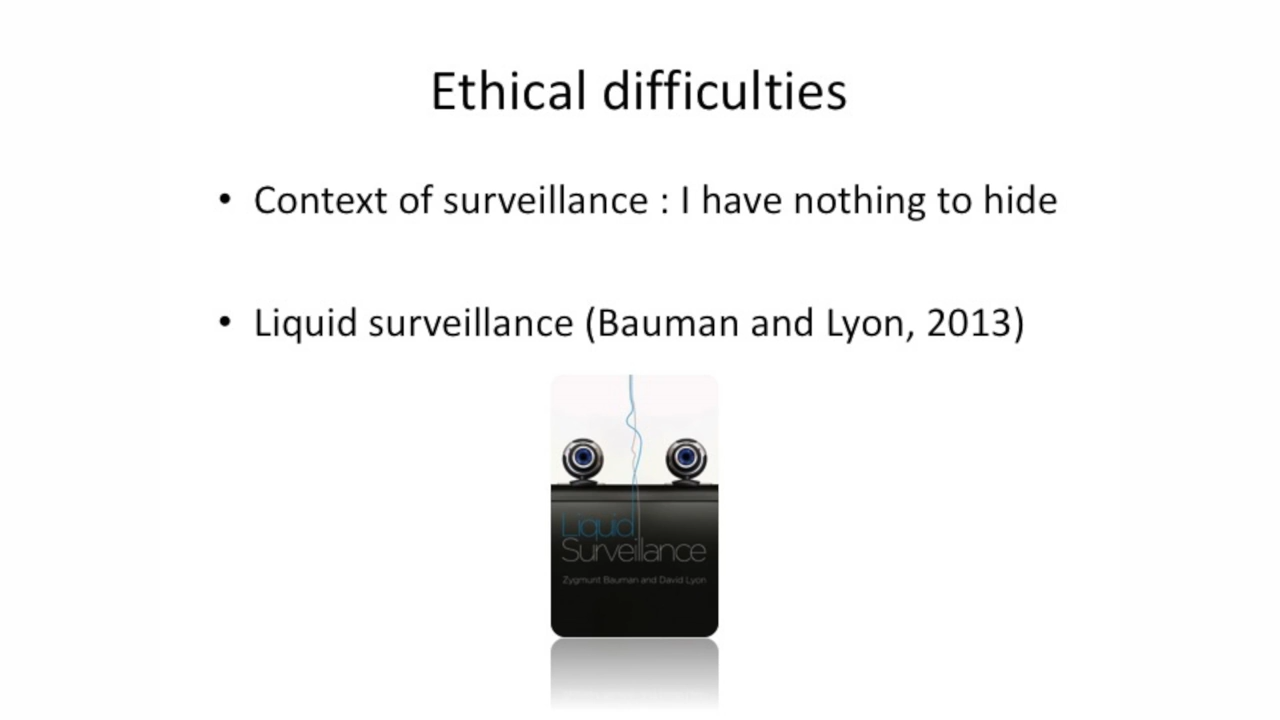 Ethical difficulties
• Context of surveillance : I have nothing to hide
• Liquid surveillance (Bauman and Lyon, 2013)
Liquid
Surveillance
Zygmunt Bauman and David Lyon